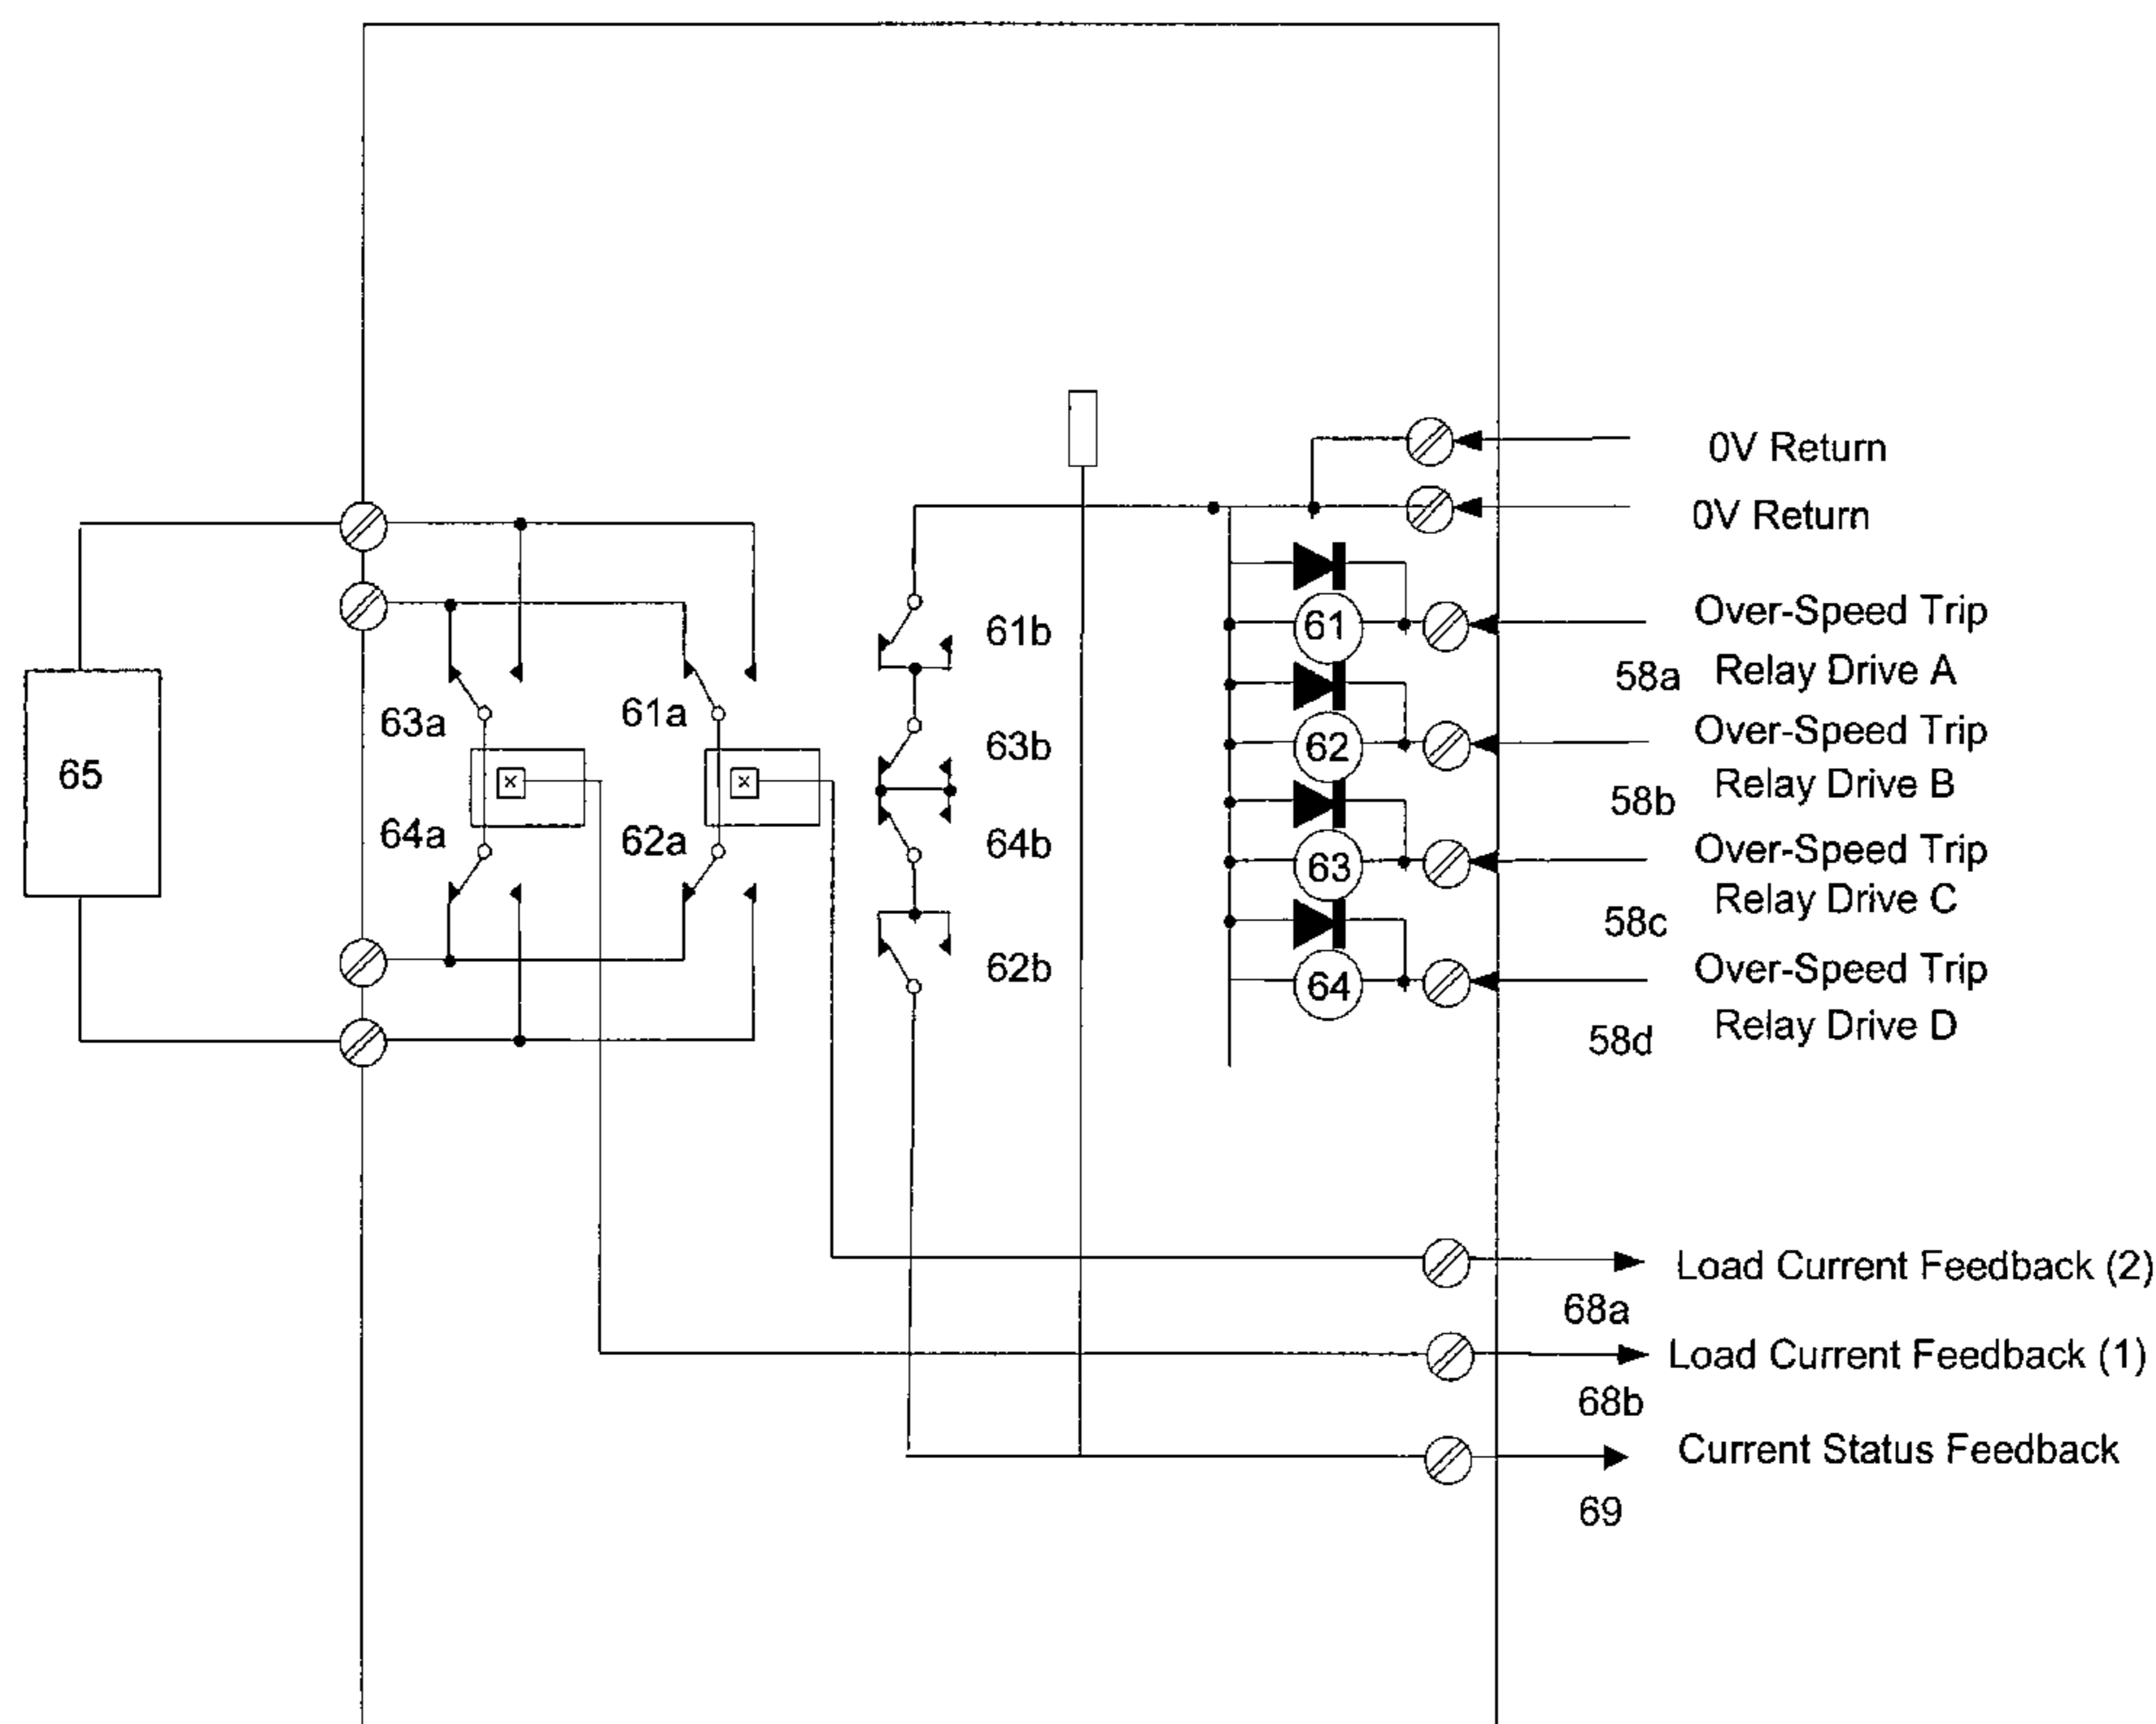 0V Return
0V Return
61b
Over-Speed Trip
61
63a
61a
58a
Relay Drive A
65
63b
62
Over-Speed Trip
58b
Relay Drive B
x
x
64a
62a
64b
63
Over-Speed Trip
Relay Drive C
58c
62b
64
Over-Speed Trip
58d
Relay Drive D
Load Current Feedback (2)
68a
Load Current Feedback (1)
68b
Current Status Feedback
69